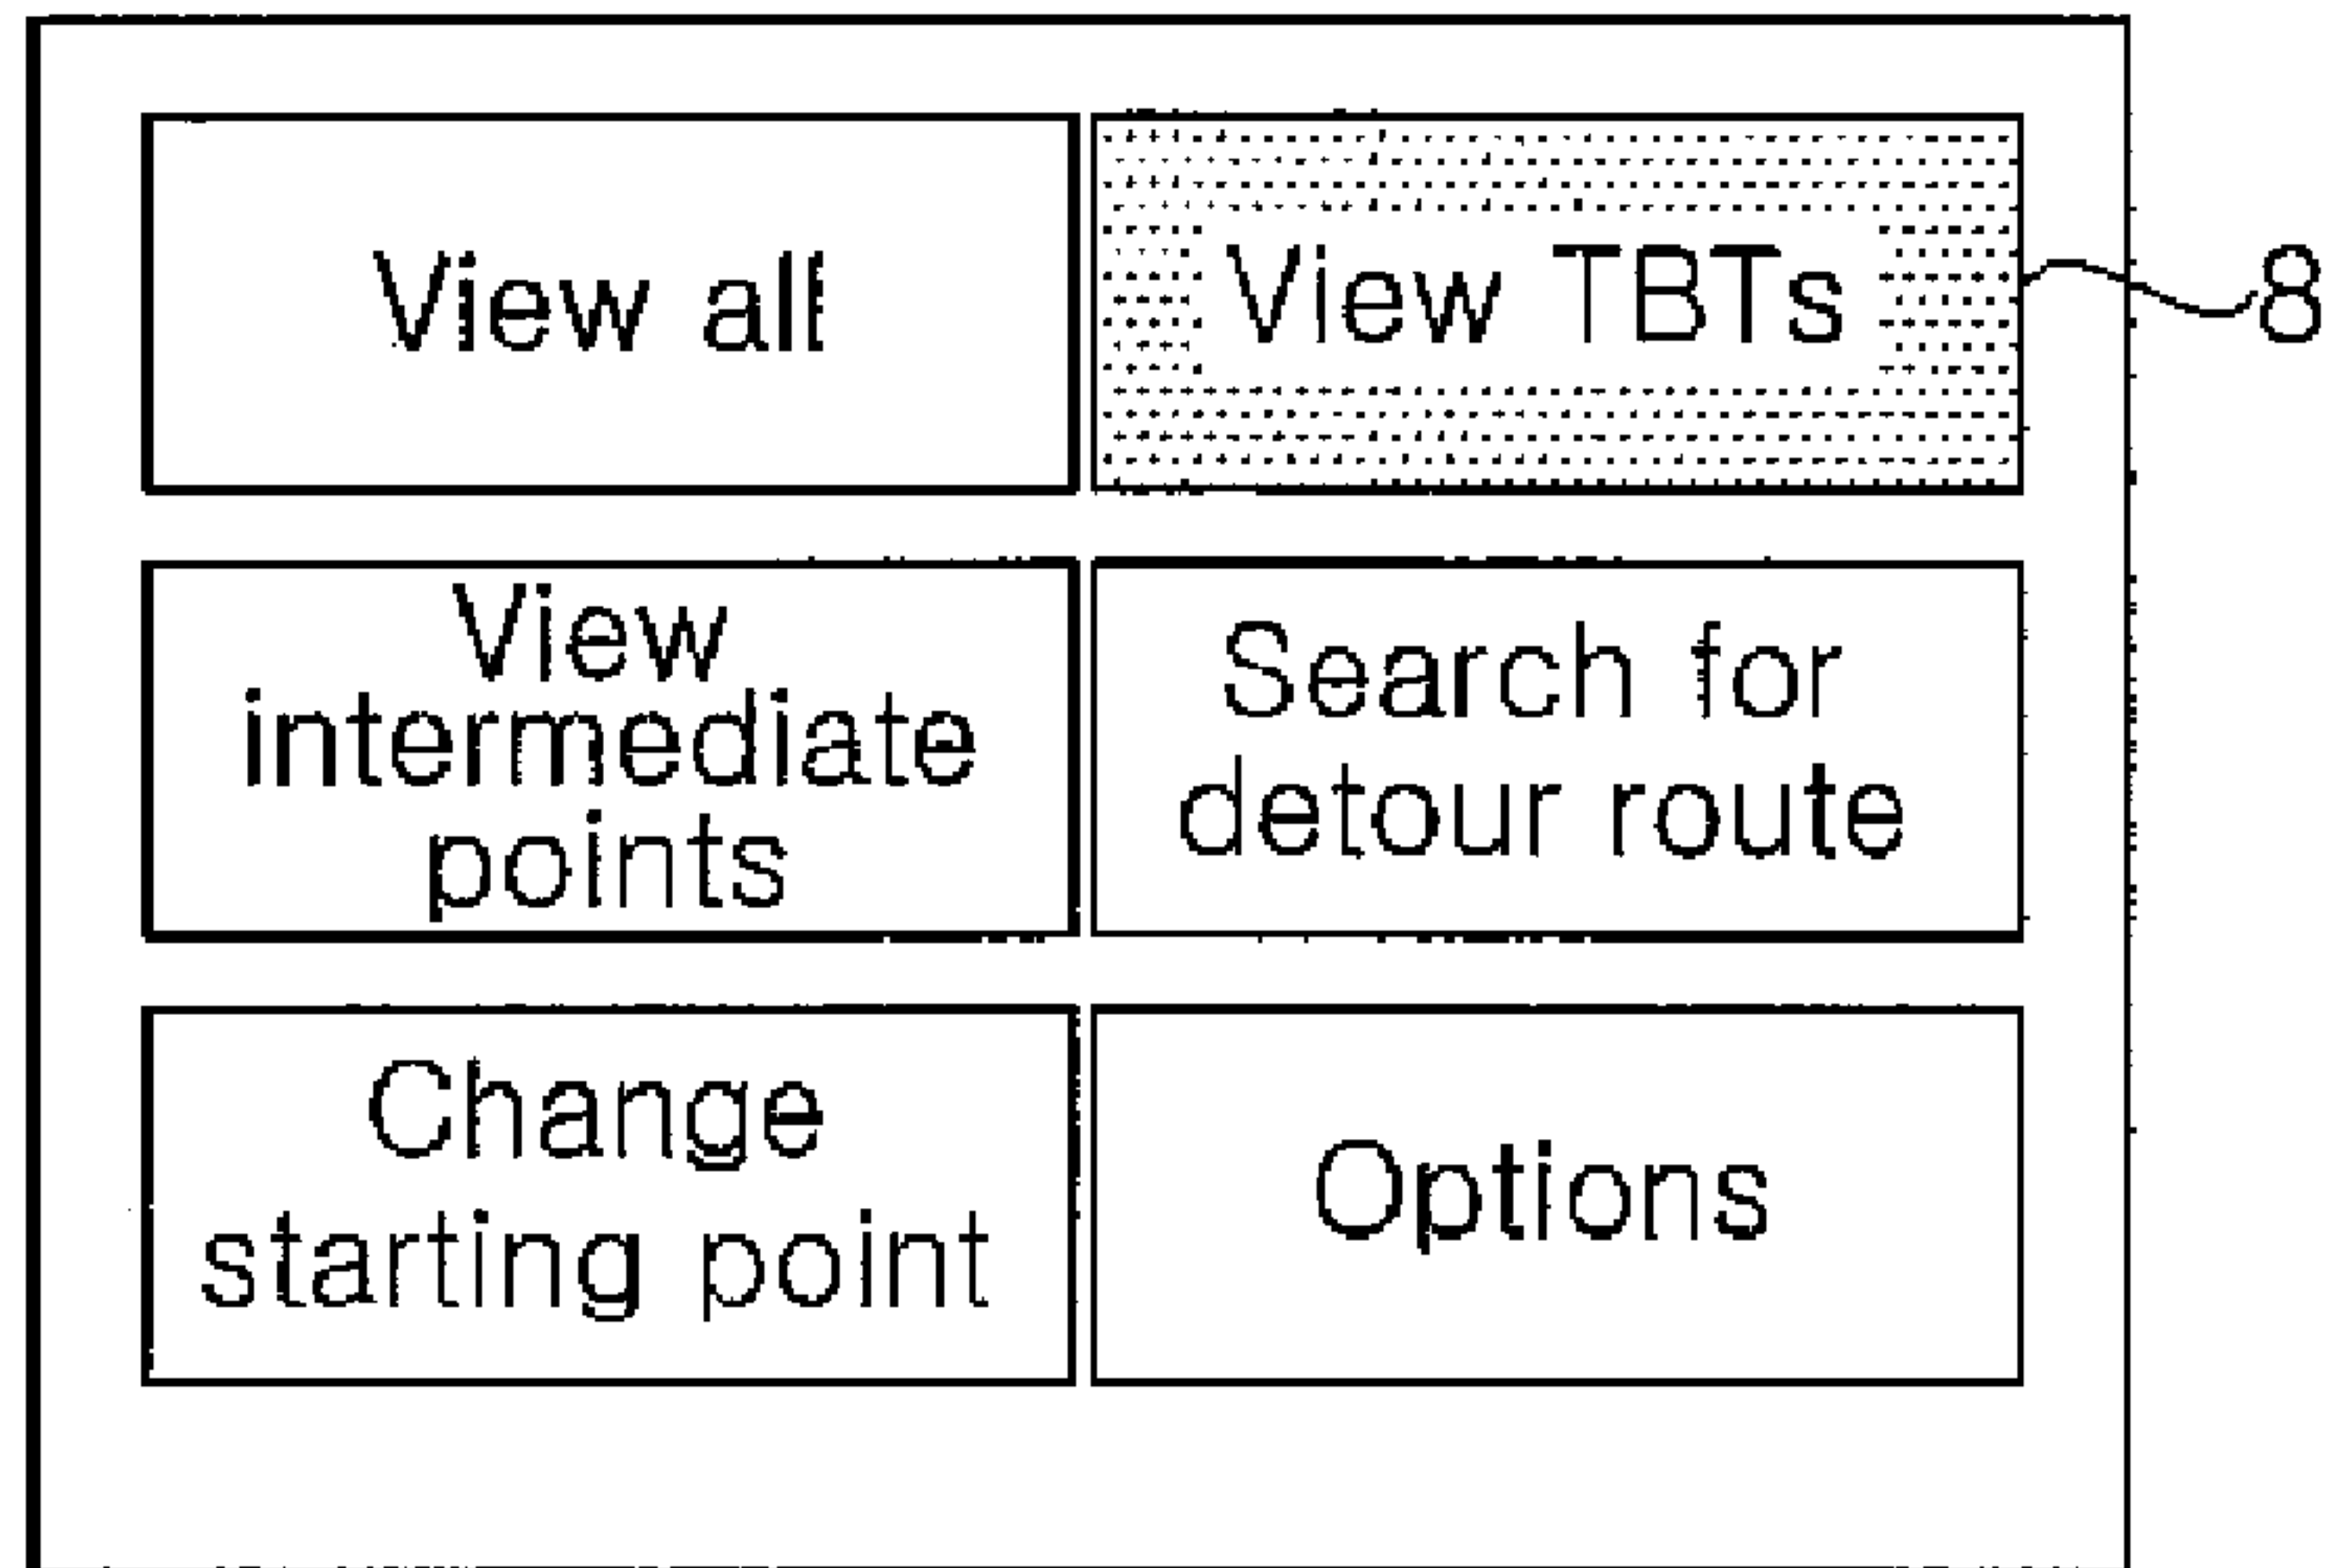 View all
View TBTs
8
View
intermediate
points
Search for
detour route
Change
starting point
Options